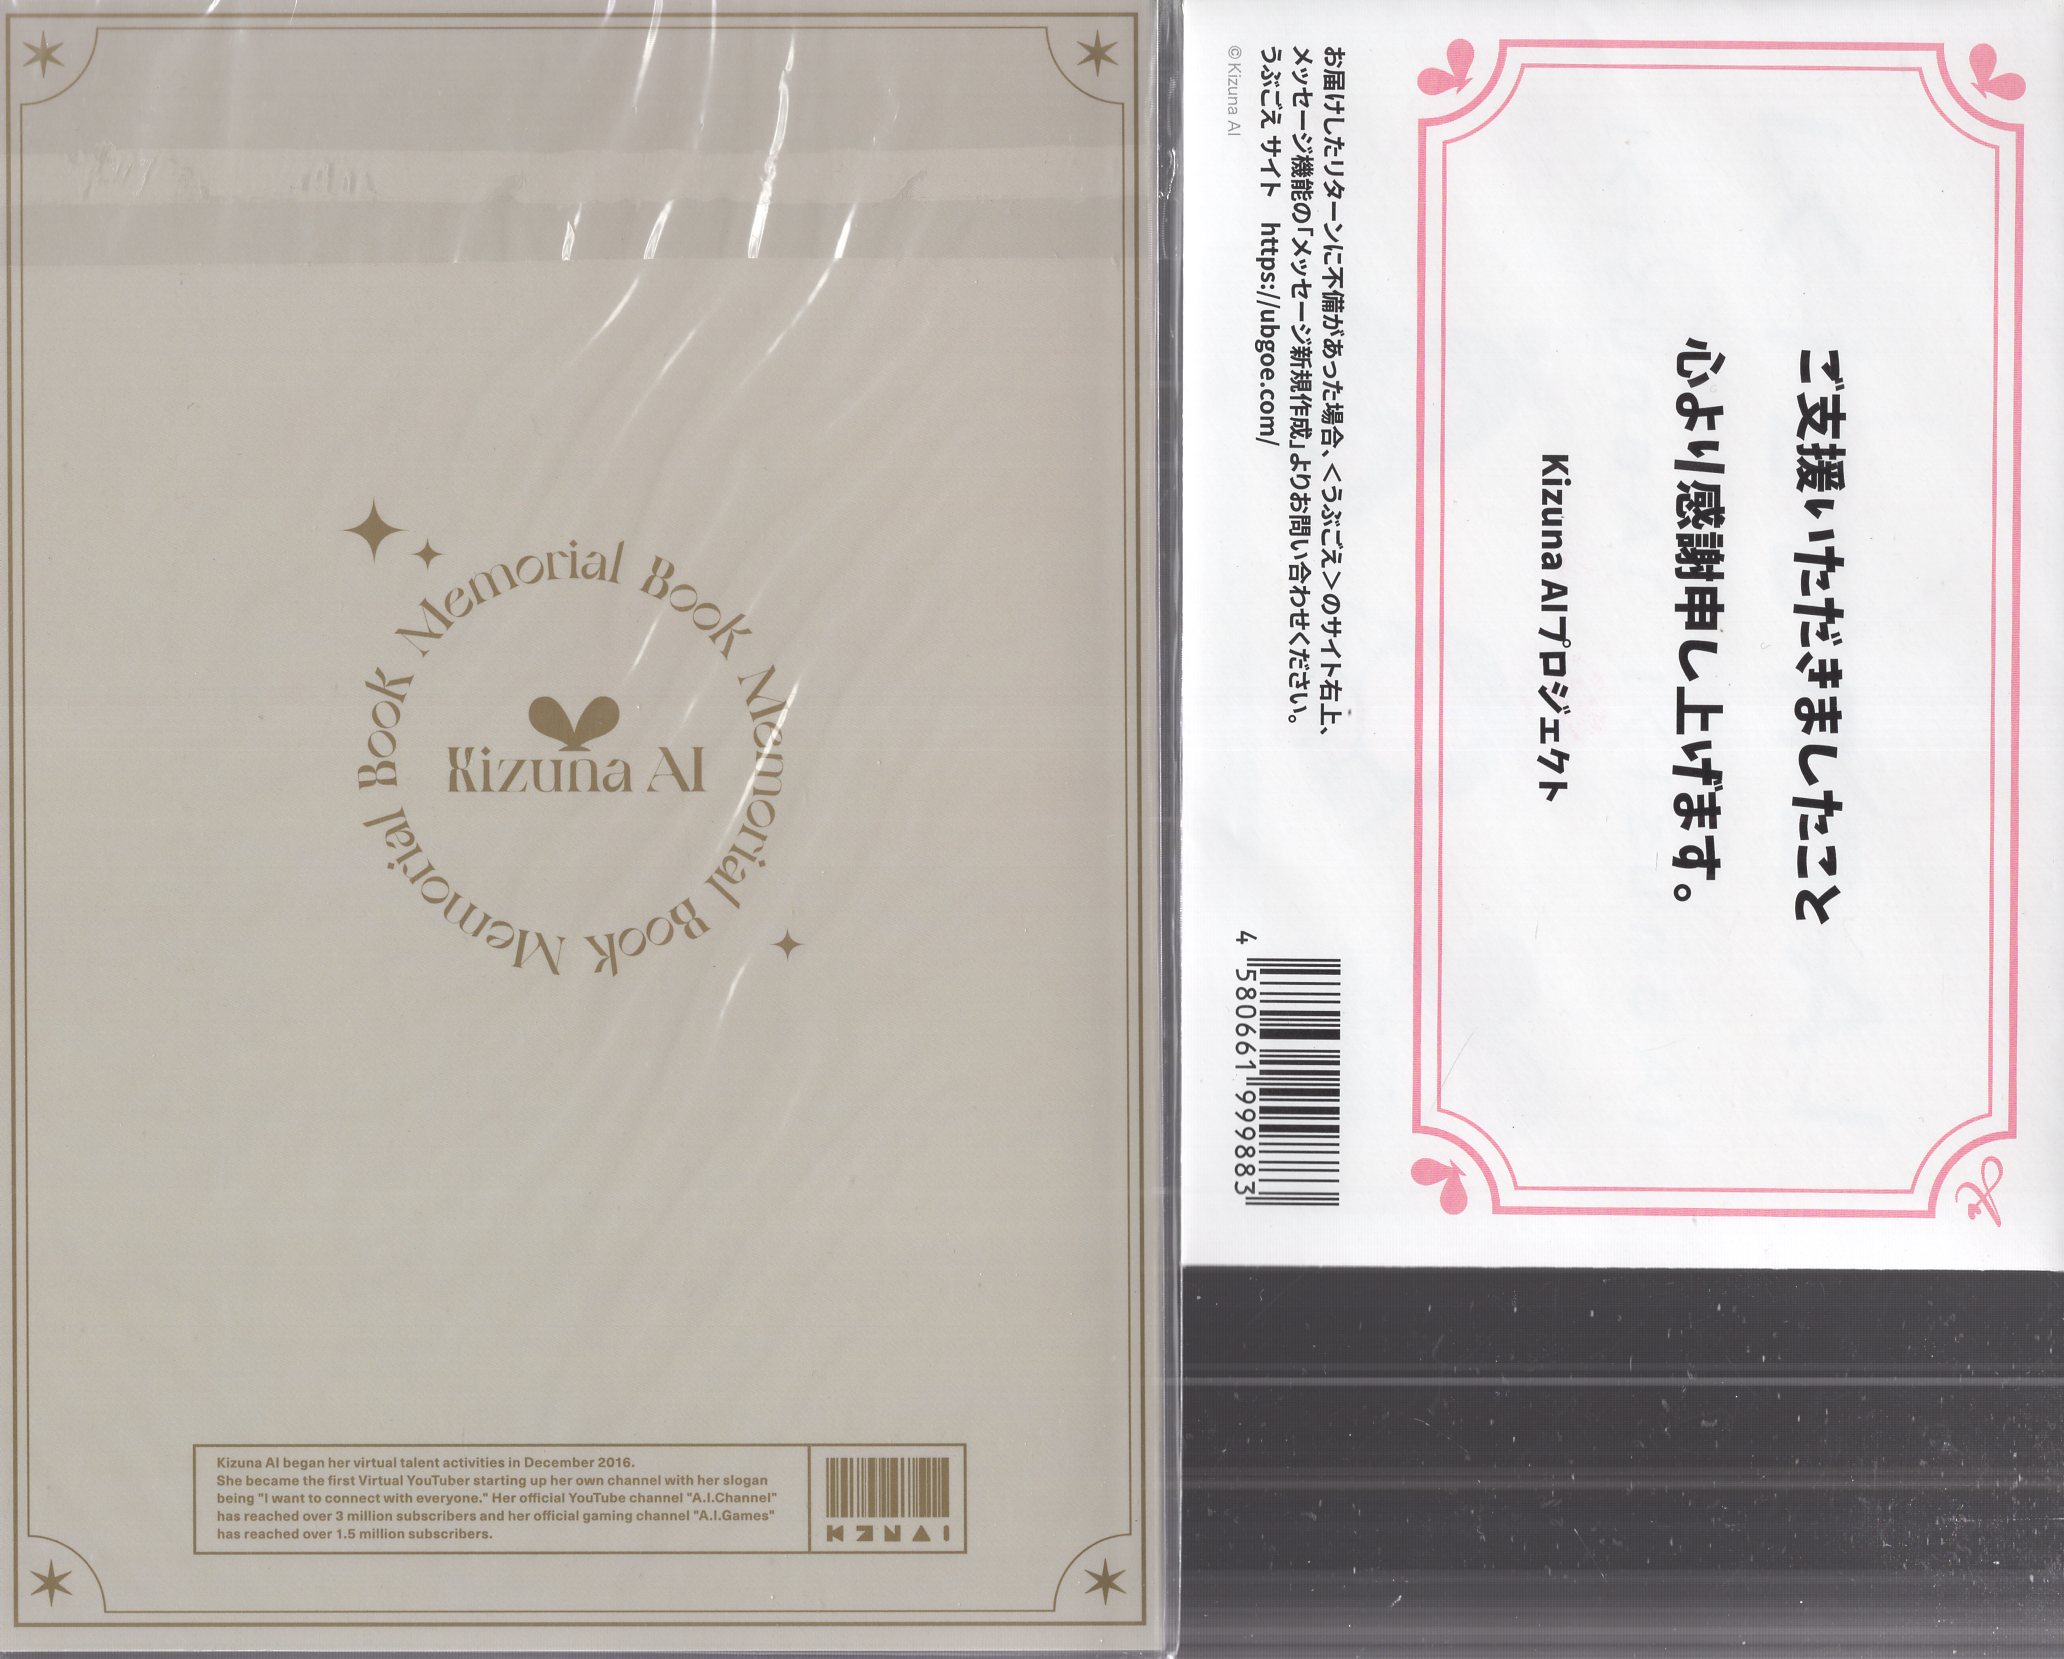 Memorial Book Memorial Book Memorial Book
Kizuna AI
Kizuna AI began her virtual talent activities in December 2016.
She became the first Virtual YouTuber starting up her own channel with her slogan
being "I want to connect with everyone." Her official YouTube channel "A.I.Channel"
has reached over 3 million subscribers and her official gaming channel "A.I.Games"
has reached over 1.5 million subscribers.
ご支援いただきましたこと
心より感謝申し上げます。
Kizuna AIプロジェクト
お届けしたリターンに不備があった場合、＜うぶごえ＞のサイト右上、
メッセージ機能の「メッセージ新規作成」よりお問い合わせください。
うぶごえ サイト　https://ubgoe.com/
© Kizuna AI
4 580661 999883